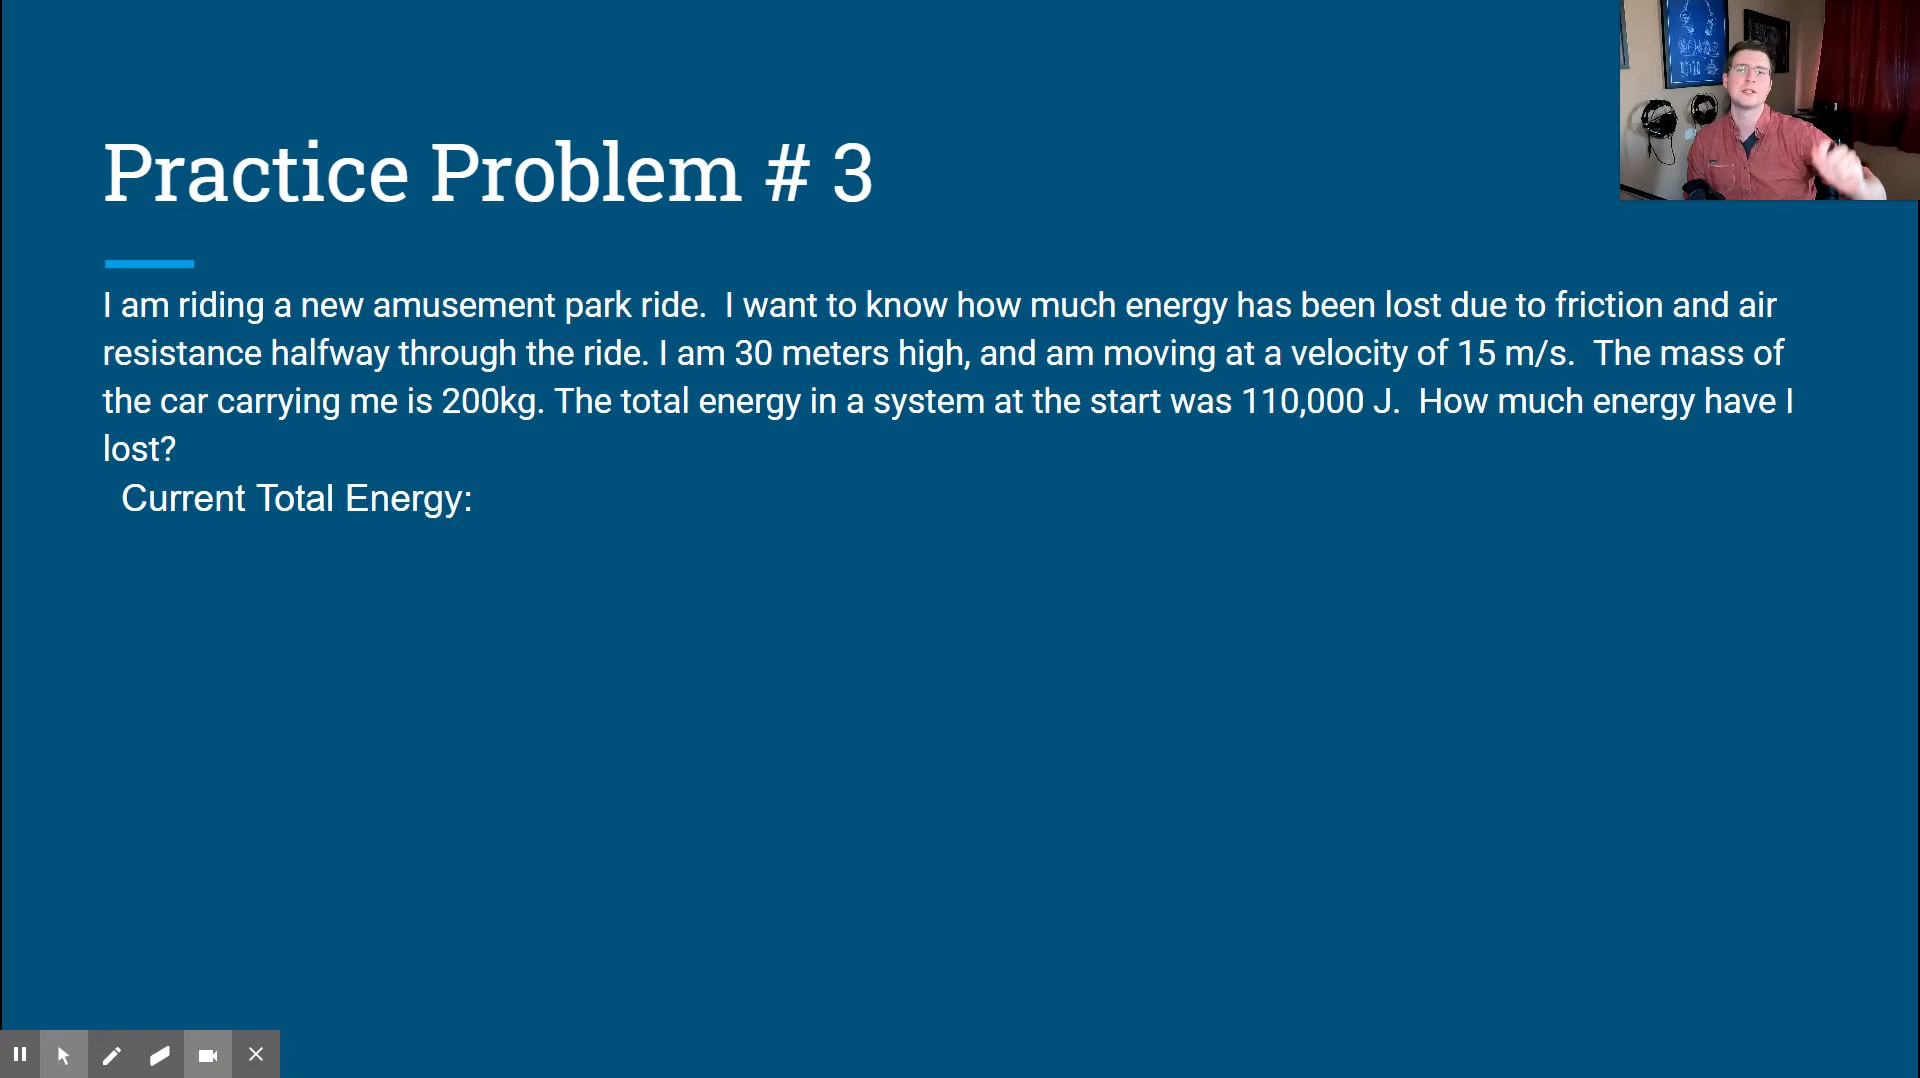 Practice Problem # 3
I am riding a new amusement park ride.  I want to know how much energy has been lost due to friction and air
resistance halfway through the ride. I am 30 meters high, and am moving at a velocity of 15 m/s.  The mass of
the car carrying me is 200kg. The total energy in a system at the start was 110,000 J.  How much energy have I
lost?
Current Total Energy: